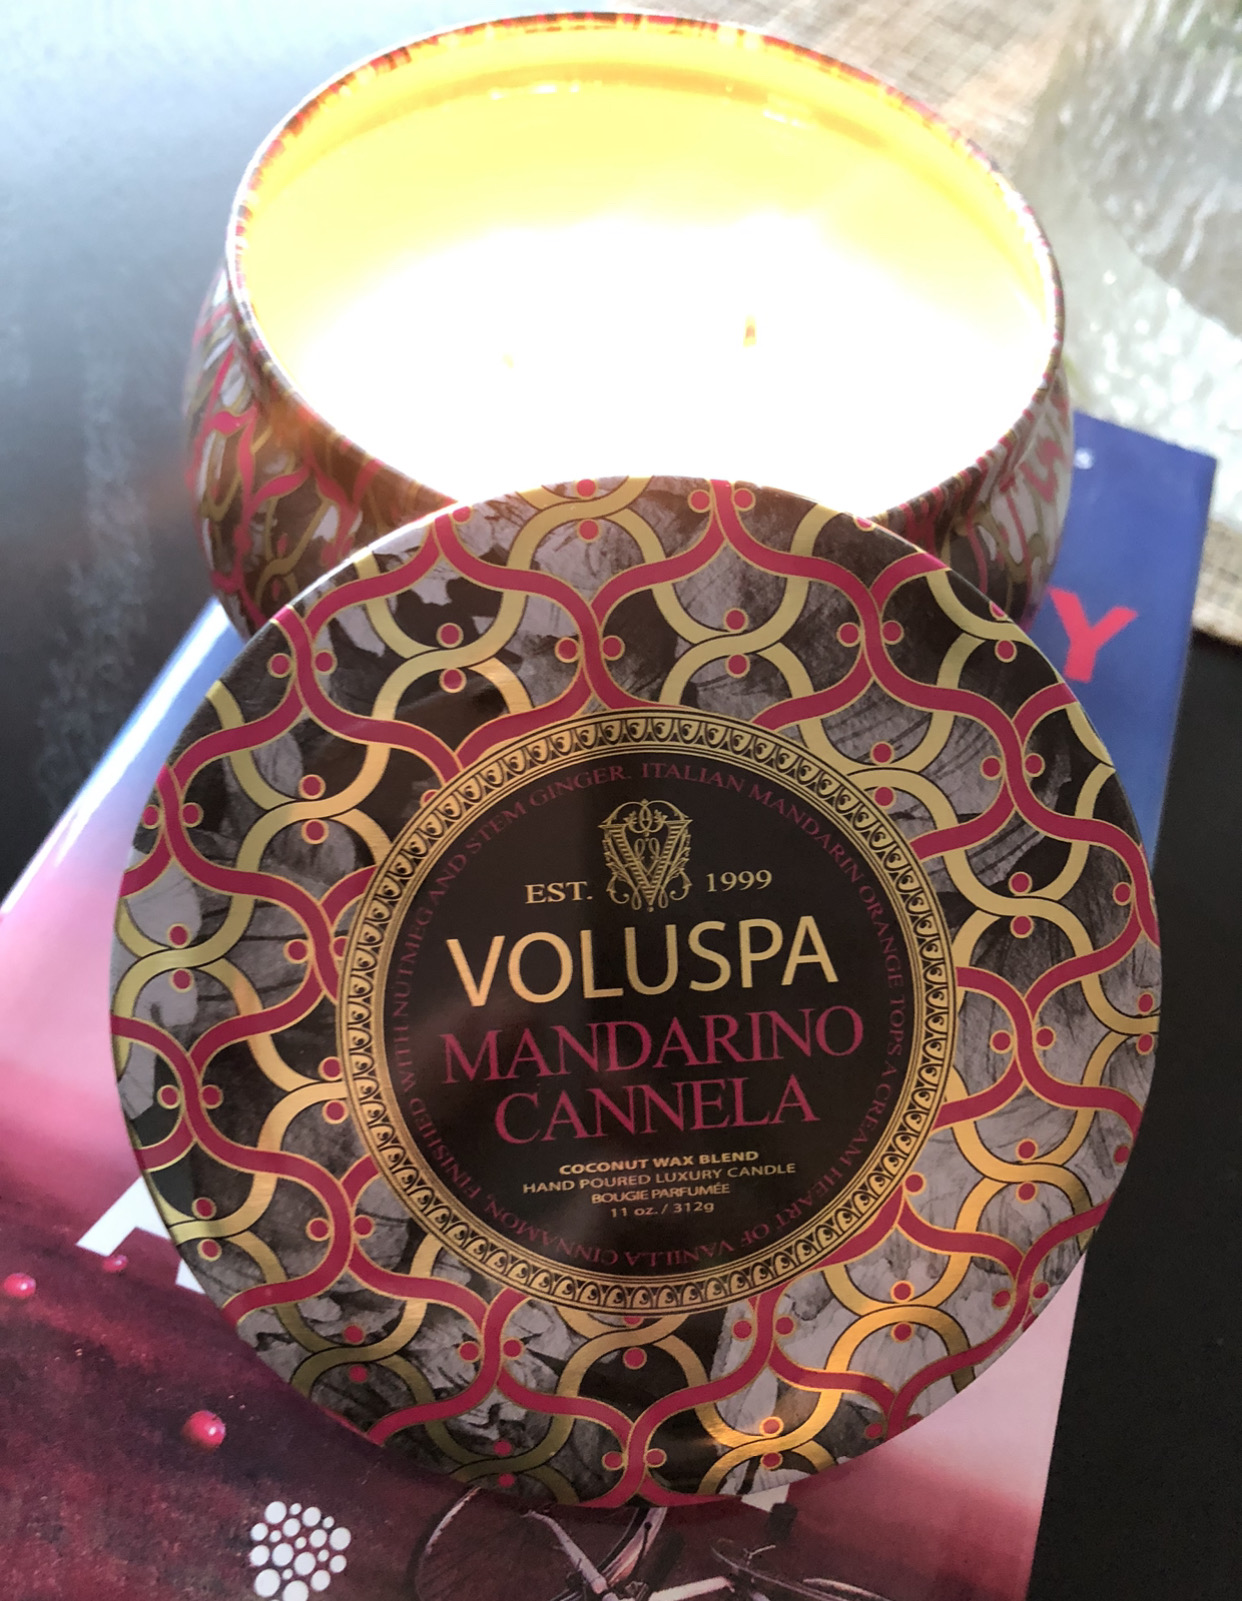 Y
EST. 1999
VOLUSPA
MANDARINO
CANNELA
COCONUT WAX BLEND
HAND POURED LUXURY CANDLE
BOUGIE PARFUMÉE
11 oz. / 312g
ITALIAN MANDARIN ORANGE TOPS A CREAM HEART OF VANILLA CINNAMON, FINISHED WITH NUTMEG AND STEM GINGER.